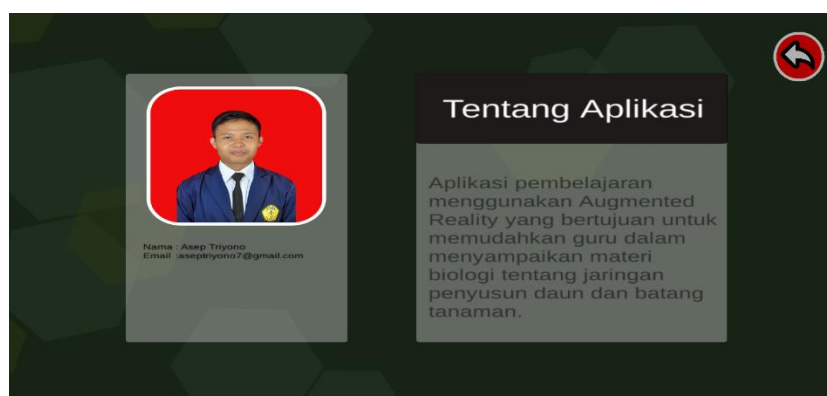 Nama : Asep Triyono
Email :aseptriyono7@gmail.com
Tentang Aplikasi
Aplikasi pembelajaran
menggunakan Augmented
Reality yang bertujuan untuk
memudahkan guru dalam
menyampaikan materi
biologi tentang jaringan
penyusun daun dan batang
tanaman.